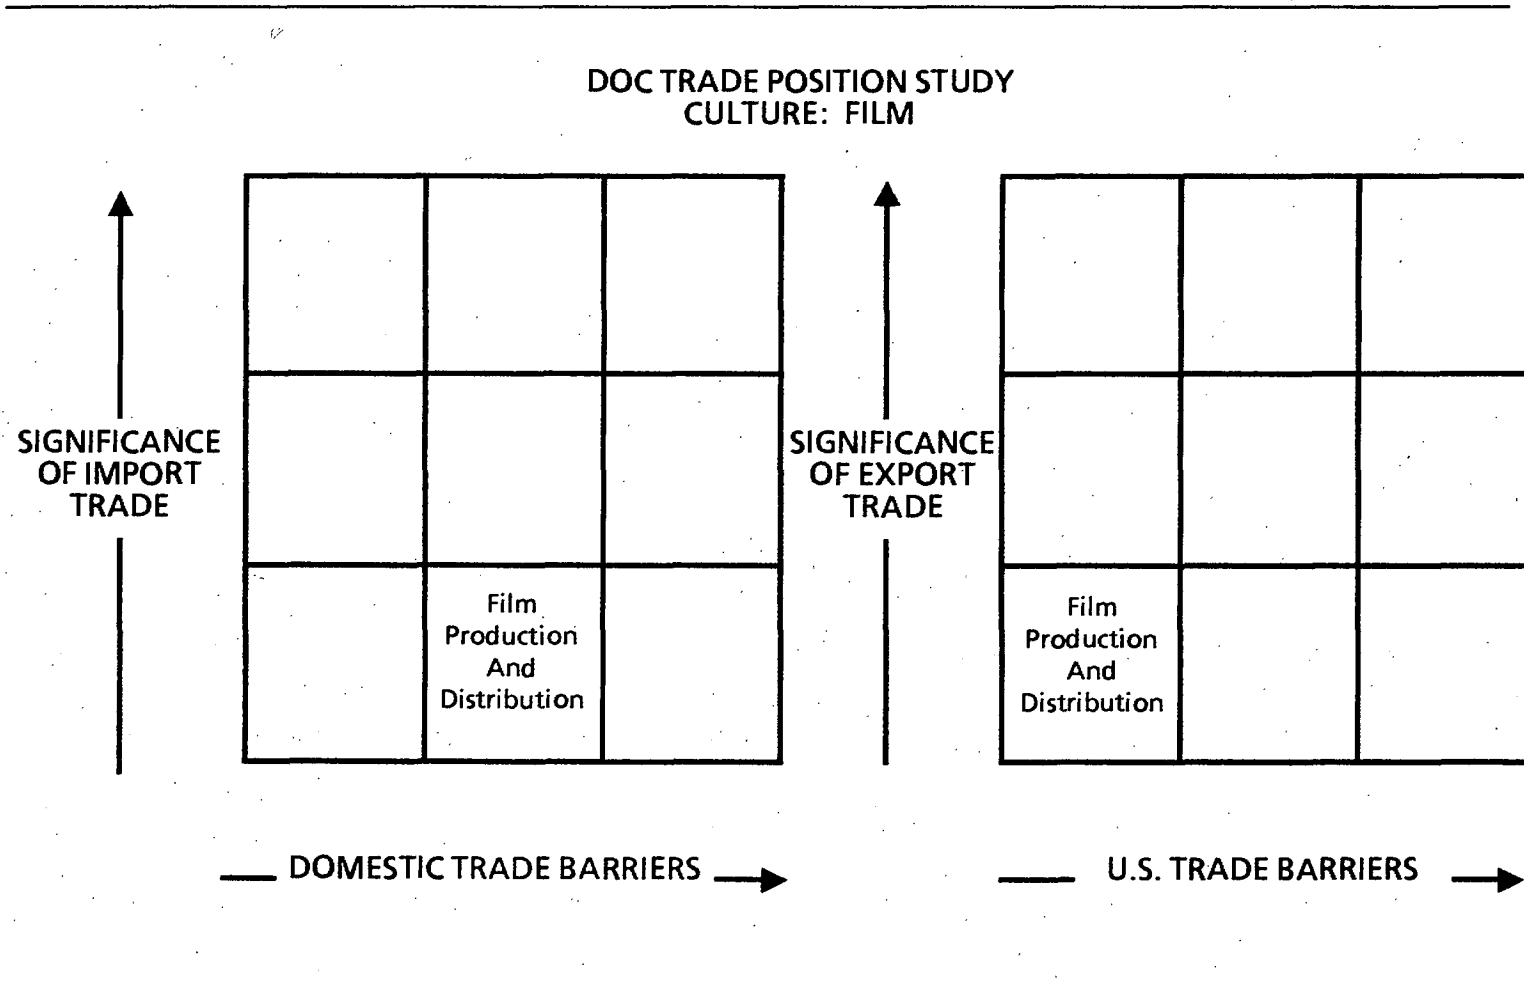 DOC TRADE POSITION STUDY
CULTURE: FILM
SIGNIFICANCE
OF IMPORT
TRADE
Film
Production
And
Distribution
DOMESTIC TRADE BARRIERS
SIGNIFICANCE
OF EXPORT
TRADE
Film
Production
And
Distribution
U.S. TRADE BARRIERS